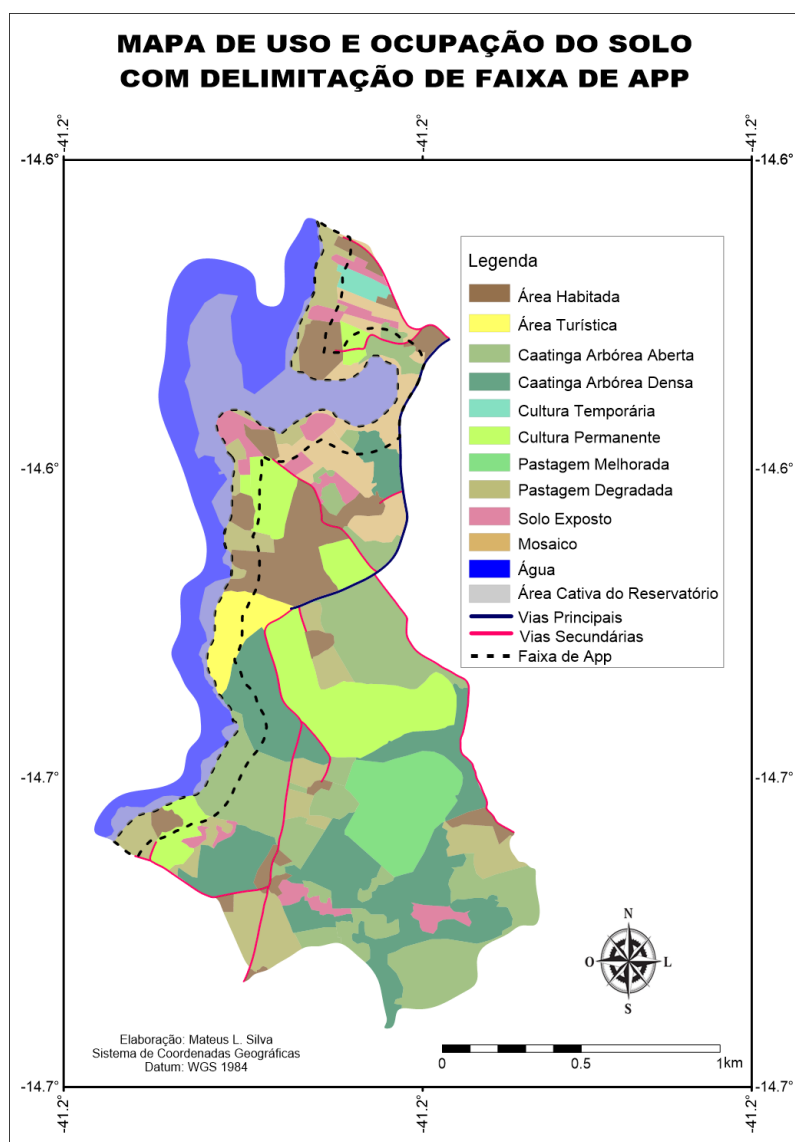 MAPA DE USO E OCUPAÇÃO DO SOLO
COM DELIMITAÇÃO DE FAIXA DE APP
-41.2°
-41.2°
-41.2°
-14.6°
-14.6°
Legenda
Área Habitada
Área Turística
Caatinga Arbórea Aberta
Caatinga Arbórea Densa
Cultura Temporária
Cultura Permanente
Pastagem Melhorada
Pastagem Degradada
Solo Exposto
Mosaico
Água
Área Cativa do Reservatório
Vias Principais
Vias Secundárias
Faixa de App
-14.6°
-14.6°
-14.7°
-14.7°
N
O
L
S
Elaboração: Mateus L. Silva
Sistema de Coordenadas Geográficas
Datum: WGS 1984
0
0.5
1km
-14.7°
-14.7°
-41.2°
-41.2°
-41.2°